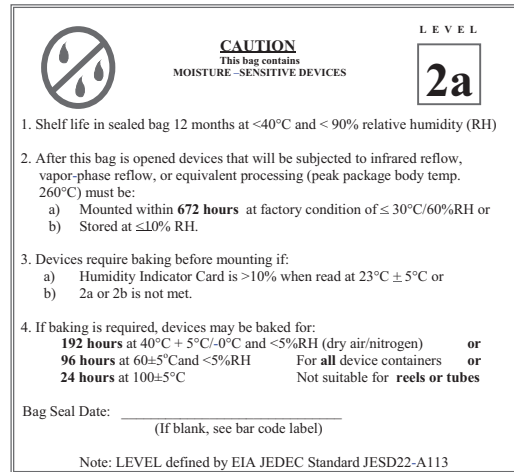 LEVEL
CAUTION
This bag contains
MOISTURE –SENSITIVE DEVICES
2a
1. Shelf life in sealed bag 12 months at <40°C and < 90% relative humidity (RH)
2. After this bag is opened devices that will be subjected to infrared reflow,
vapor-phase reflow, or equivalent processing (peak package body temp.
260°C) must be:
a) Mounted within 672 hours at factory condition of ≤ 30°C/60%RH or
b) Stored at ≤10% RH.
3. Devices require baking before mounting if:
a) Humidity Indicator Card is >10% when read at 23°C ± 5°C or
b) 2a or 2b is not met.
4. If baking is required, devices may be baked for:
192 hours at 40°C + 5°C/-0°C and <5%RH (dry air/nitrogen) or
96 hours at 60±5°Cand <5%RH For all device containers or
24 hours at 100±5°C Not suitable for reels or tubes
Bag Seal Date: ______________________________
(If blank, see bar code label)
Note: LEVEL defined by EIA JEDEC Standard JESD22-A113